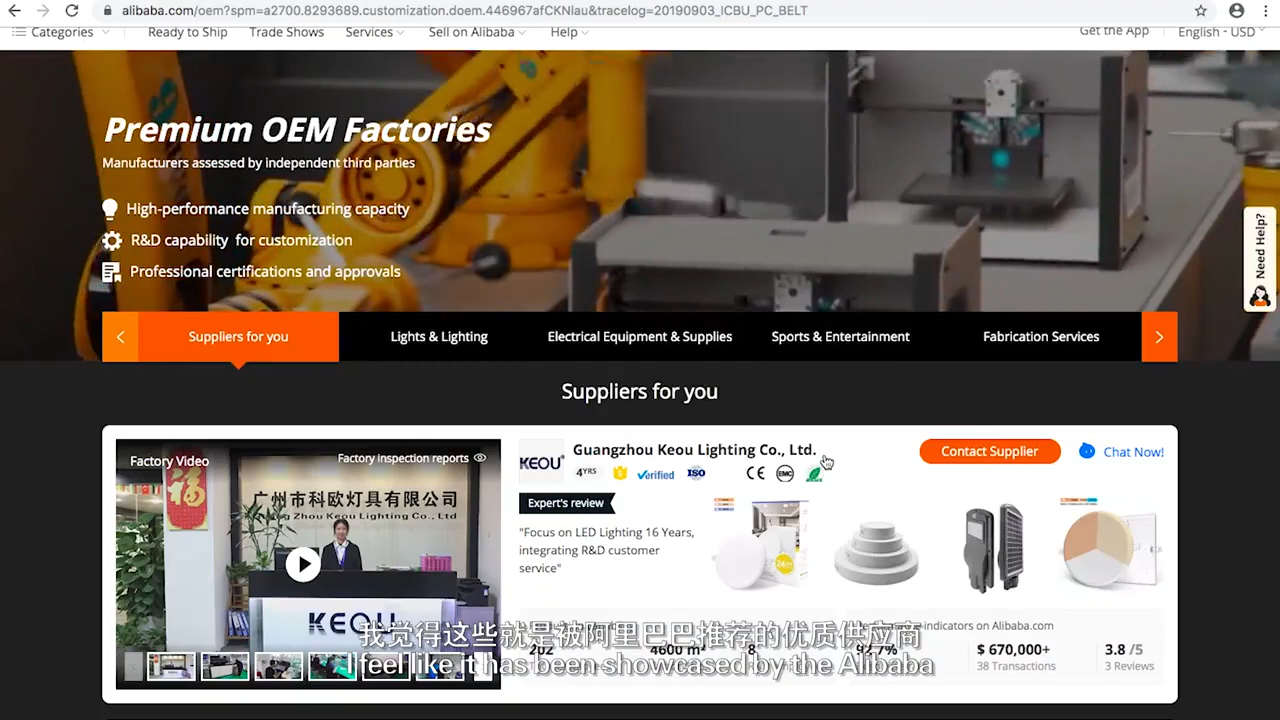 alibaba.com/oem?spm=a2700.8293689.customization.doem.446967afCKNlau&tracelog=20190903_ICBU_PC_BELT
Categories
Ready to Ship
Trade Shows
Services
Sell on Alibaba
Help
Get the App
English - USD
Premium OEM Factories
Manufacturers assessed by independent third parties
High-performance manufacturing capacity
R&D capability for customization
Professional certifications and approvals
Need Help?
Suppliers for you
Lights & Lighting
Electrical Equipment & Supplies
Sports & Entertainment
Fabrication Services
Suppliers for you
Factory Video
Factory inspection reports
福
广州市科欧灯具有限公司
Zhou Keou Lighting Co., Ltd.
KEOU
KEOU
Guangzhou Keou Lighting Co., Ltd.
4YRS
Verified
ISO
CE
EMC
Contact Supplier
Chat Now!
Expert's review
"Focus on LED Lighting 16 Years,
integrating R&D customer
service"
indicators on Alibaba.com
202
4600 m²
92.7%
$ 670,000+
38 Transactions
3.8 /5
3 Reviews
我觉得这些就是被阿里巴巴推荐的优质供应商
I feel like it has been showcased by the Alibaba